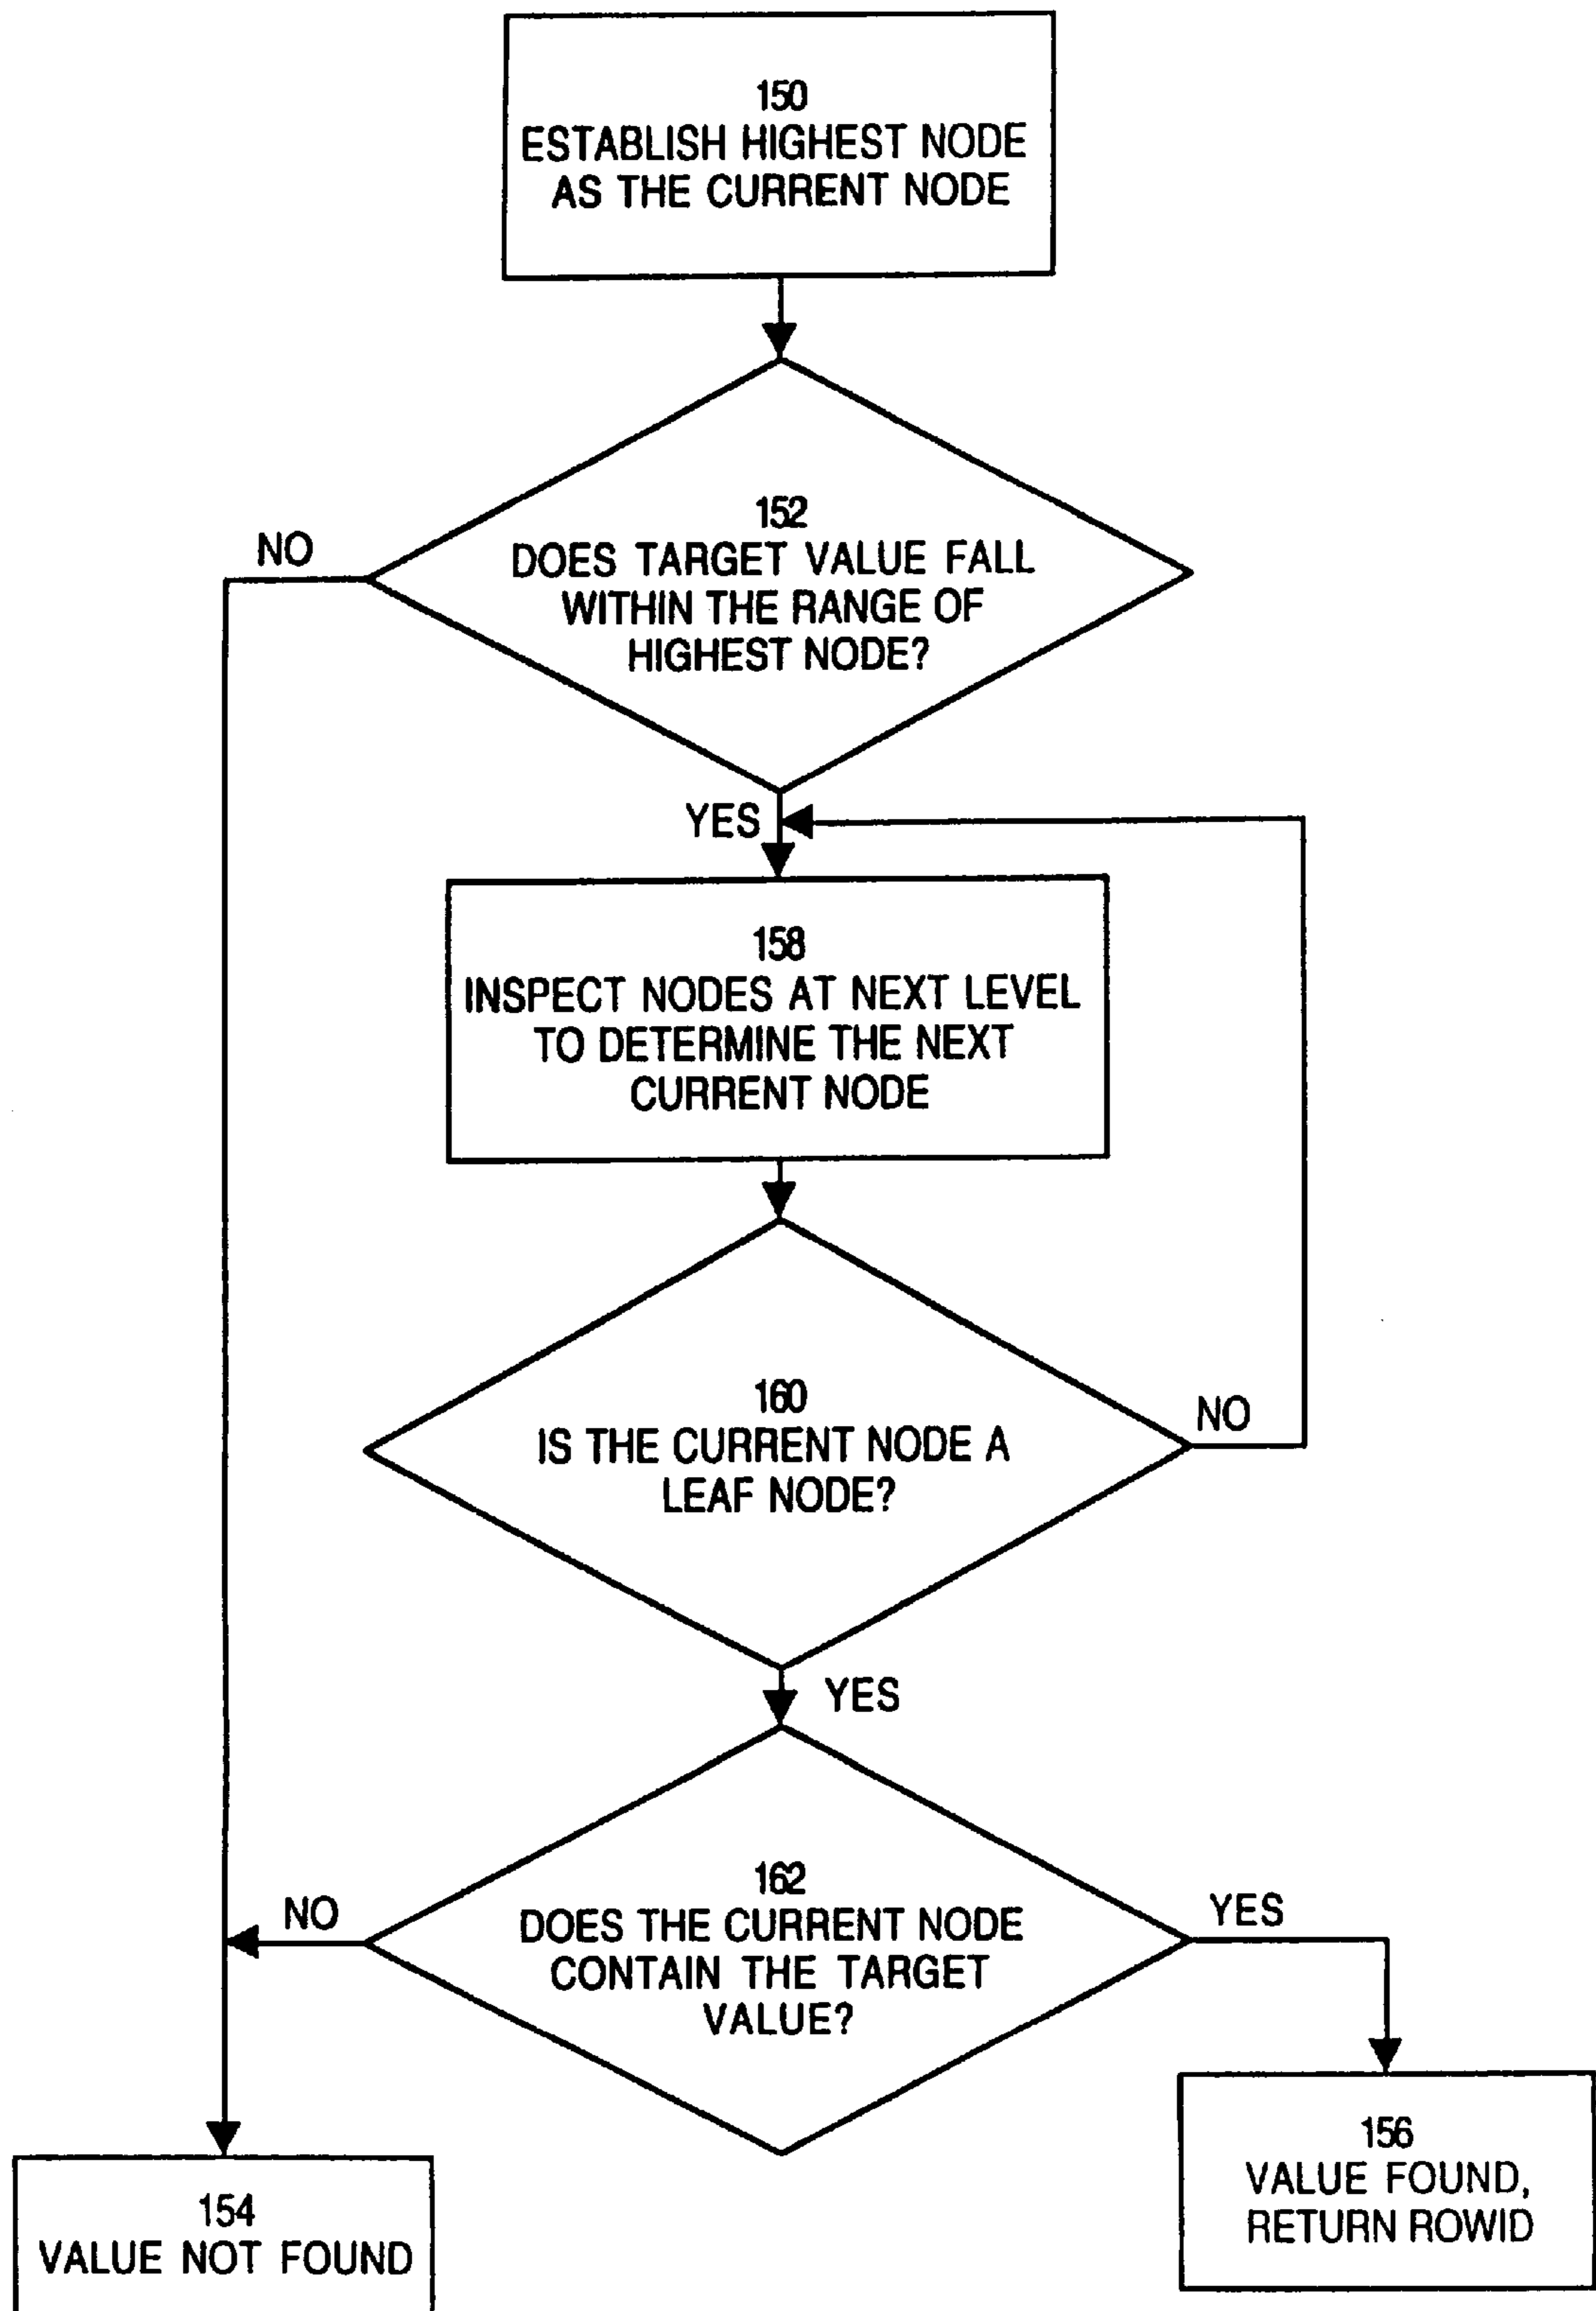 150
ESTABLISH HIGHEST NODE
AS THE CURRENT NODE
152
DOES TARGET VALUE FALL
WITHIN THE RANGE OF
HIGHEST NODE?
NO
YES
158
INSPECT NODES AT NEXT LEVEL
TO DETERMINE THE NEXT
CURRENT NODE
160
IS THE CURRENT NODE A
LEAF NODE?
NO
YES
162
DOES THE CURRENT NODE
CONTAIN THE TARGET
VALUE?
NO
YES
154
VALUE NOT FOUND
156
VALUE FOUND,
RETURN ROWID